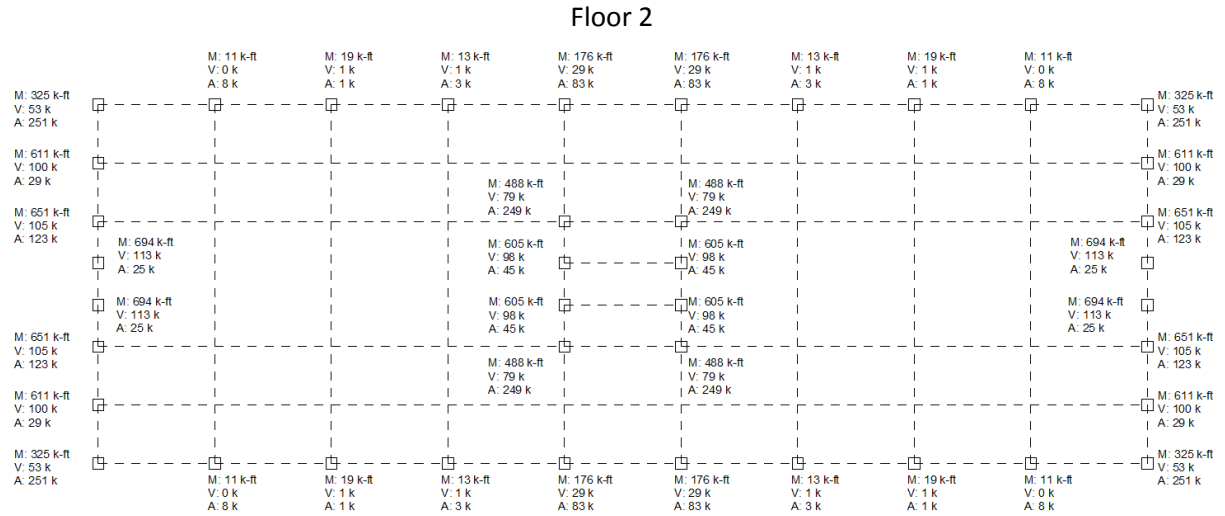 Floor 2
M: 11 k-ft
V: 0 k
A: 8 k
M: 19 k-ft
V: 1 k
A: 1 k
M: 13 k-ft
V: 1 k
A: 3 k
M: 176 k-ft
V: 29 k
A: 83 k
M: 176 k-ft
V: 29 k
A: 83 k
M: 13 k-ft
V: 1 k
A: 3 k
M: 19 k-ft
V: 1 k
A: 1 k
M: 11 k-ft
V: 0 k
A: 8 k
M: 325 k-ft
V: 53 k
A: 251 k
M: 325 k-ft
V: 53 k
A: 251 k
M: 611 k-ft
V: 100 k
A: 29 k
M: 611 k-ft
V: 100 k
A: 29 k
M: 488 k-ft
V: 79 k
A: 249 k
M: 488 k-ft
V: 79 k
A: 249 k
M: 651 k-ft
V: 105 k
A: 123 k
M: 651 k-ft
V: 105 k
A: 123 k
M: 694 k-ft
V: 113 k
A: 25 k
M: 605 k-ft
V: 98 k
A: 45 k
M: 605 k-ft
V: 98 k
A: 45 k
M: 694 k-ft
V: 113 k
A: 25 k
M: 694 k-ft
V: 113 k
A: 25 k
M: 605 k-ft
V: 98 k
A: 45 k
M: 605 k-ft
V: 98 k
A: 45 k
M: 694 k-ft
V: 113 k
A: 25 k
M: 651 k-ft
V: 105 k
A: 123 k
M: 651 k-ft
V: 105 k
A: 123 k
M: 488 k-ft
V: 79 k
A: 249 k
M: 488 k-ft
V: 79 k
A: 249 k
M: 611 k-ft
V: 100 k
A: 29 k
M: 611 k-ft
V: 100 k
A: 29 k
M: 325 k-ft
V: 53 k
A: 251 k
M: 325 k-ft
V: 53 k
A: 251 k
M: 11 k-ft
V: 0 k
A: 8 k
M: 19 k-ft
V: 1 k
A: 1 k
M: 13 k-ft
V: 1 k
A: 3 k
M: 176 k-ft
V: 29 k
A: 83 k
M: 176 k-ft
V: 29 k
A: 83 k
M: 13 k-ft
V: 1 k
A: 3 k
M: 19 k-ft
V: 1 k
A: 1 k
M: 11 k-ft
V: 0 k
A: 8 k